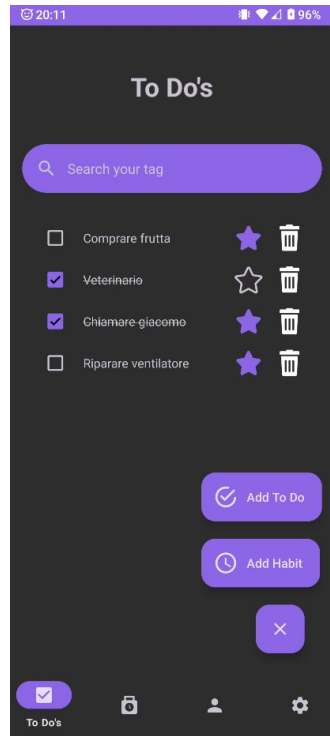 20:11 96%
To Do's
Search your tag
Comprare frutta
Veterinario
Chiamare giacomo
Riparare ventilatore
Add To Do
Add Habit
To Do's